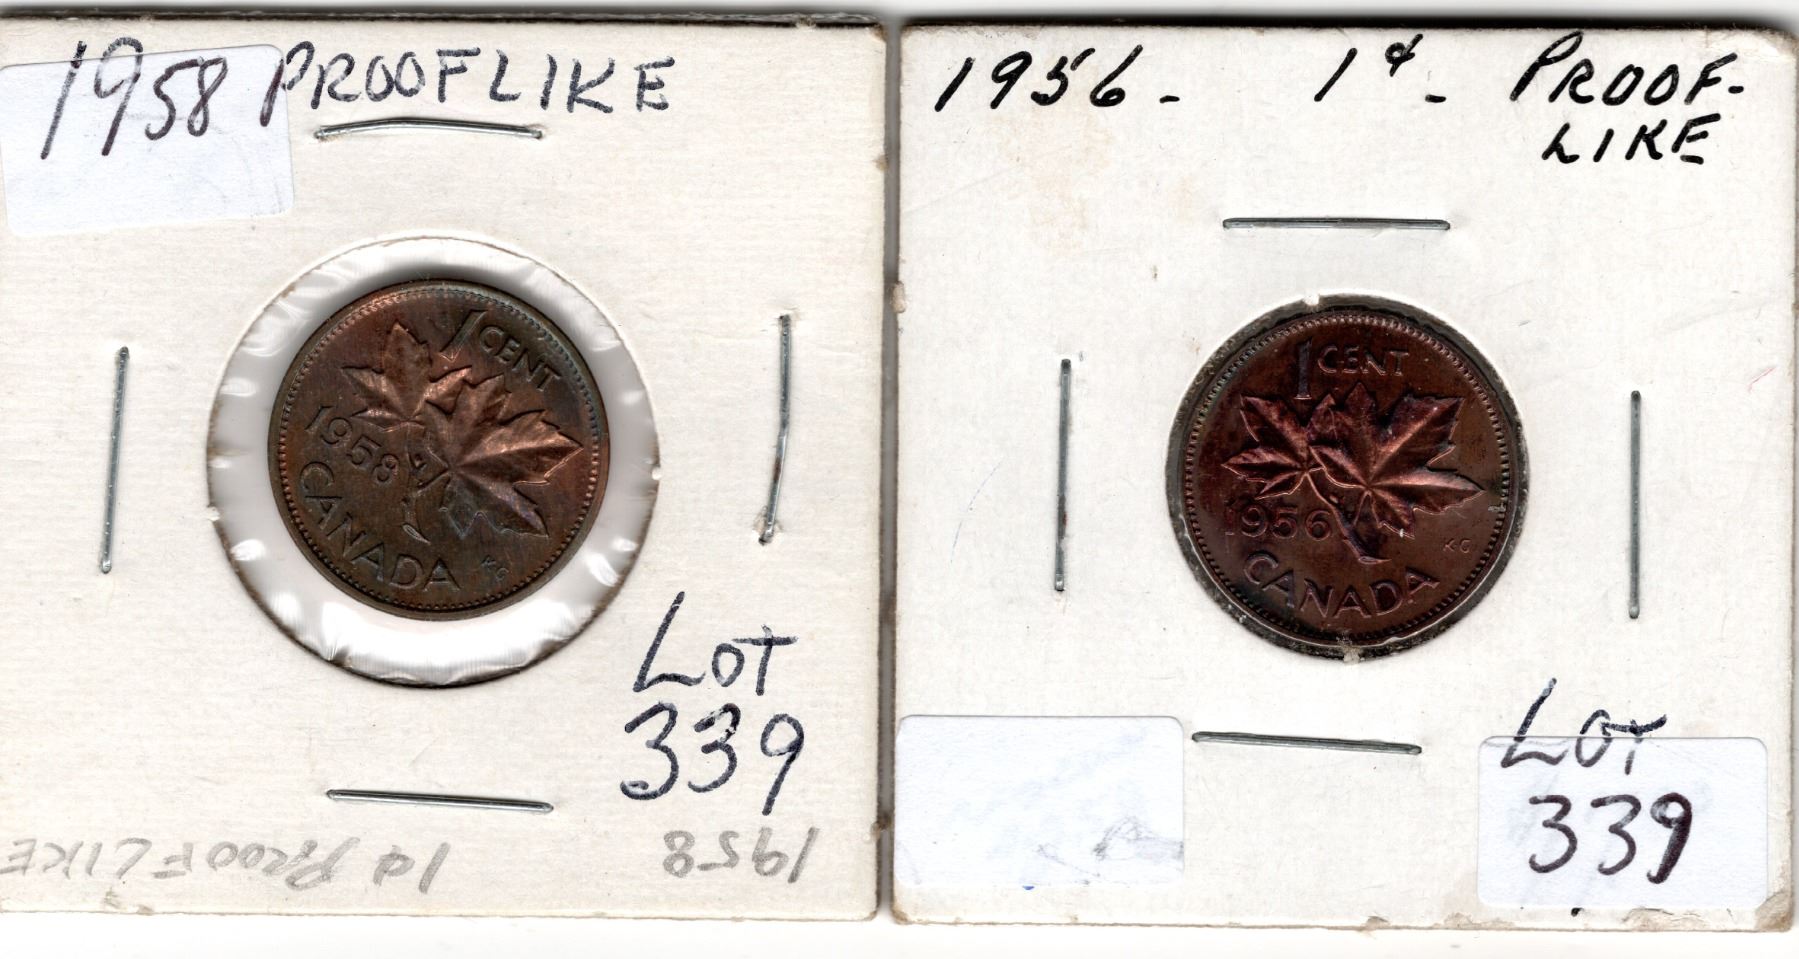 1958 PROOFLIKE
1 CENT
1958
CANADA
KG
LOT
339
1958
1¢ PROOFLIKE
1956 - 1¢ - PROOF-
LIKE
1 CENT
1956
CANADA
KG
LOT
339